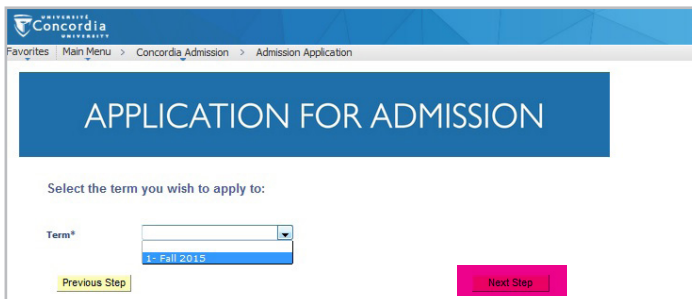 UNIVERSITÉ
Concordia
UNIVERSITY
Favorites Main Menu > Concordia Admission > Admission Application
APPLICATION FOR ADMISSION
Select the term you wish to apply to:
Term*
1- Fall 2015
Previous Step Next Step